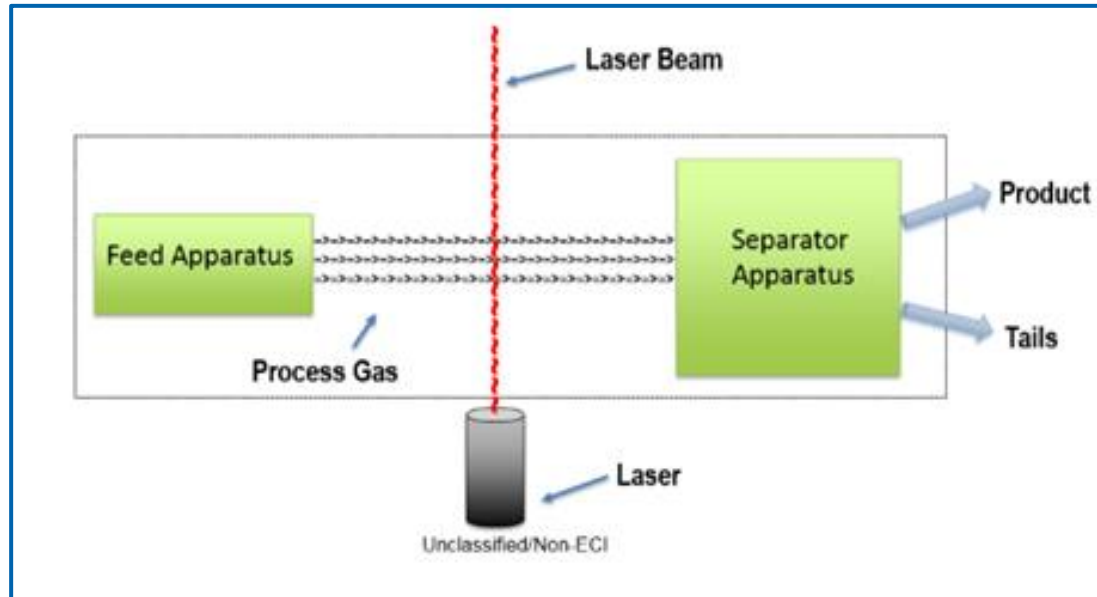 Laser Beam
Feed Apparatus
Separator
Apparatus
Product
Tails
Process Gas
Laser
Unclassified/Non-ECI